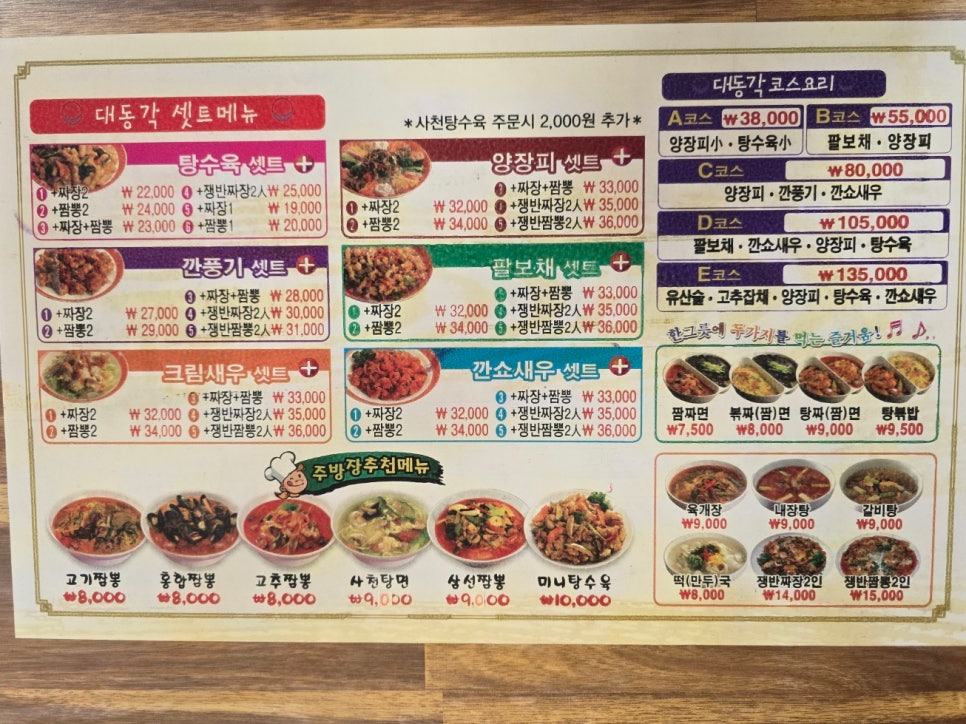 대동각 셋트메뉴
*사천탕수육 주문시 2,000원 추가*
탕수육 셋트 +
1 +짜장2 ₩ 22,000
2 +짬뽕2 ₩ 24,000
3 +짜장+짬뽕 ₩ 23,000
4 +쟁반짜장2人 ₩ 25,000
5 +짜장1 ₩ 19,000
6 +짬뽕1 ₩ 20,000
양장피 셋트 +
1 +짜장2 ₩ 32,000
2 +짬뽕2 ₩ 34,000
3 +짜장+짬뽕 ₩ 33,000
4 +쟁반짜장2人 ₩ 35,000
5 +쟁반짬뽕2人 ₩ 36,000
깐풍기 셋트 +
1 +짜장2 ₩ 27,000
2 +짬뽕2 ₩ 29,000
3 +짜장+짬뽕 ₩ 28,000
4 +쟁반짜장2人 ₩ 30,000
5 +쟁반짬뽕2人 ₩ 31,000
팔보채 셋트 +
1 +짜장2 ₩ 32,000
2 +짬뽕2 ₩ 34,000
3 +짜장+짬뽕 ₩ 33,000
4 +쟁반짜장2人 ₩ 35,000
5 +쟁반짬뽕2人 ₩ 36,000
크림새우 셋트 +
1 +짜장2 ₩ 32,000
2 +짬뽕2 ₩ 34,000
3 +짜장+짬뽕 ₩ 33,000
4 +쟁반짜장2人 ₩ 35,000
5 +쟁반짬뽕2人 ₩ 36,000
깐쇼새우 셋트 +
1 +짜장2 ₩ 32,000
2 +짬뽕2 ₩ 34,000
3 +짜장+짬뽕 ₩ 33,000
4 +쟁반짜장2人 ₩ 35,000
5 +쟁반짬뽕2人 ₩ 36,000
주방장추천메뉴
고기짬뽕 ₩8,000
홍합짬뽕 ₩8,000
고추짬뽕 ₩8,000
사천탕면 ₩9,000
삼선짬뽕 ₩9,000
미니탕수육 ₩10,000
대동각 코스요리
A코스 ₩38,000
양장피小 · 탕수육小
B코스 ₩55,000
팔보채 · 양장피
C코스 ₩80,000
양장피 · 깐풍기 · 깐쇼새우
D코스 ₩105,000
팔보채 · 깐쇼새우 · 양장피 · 탕수육
E코스 ₩135,000
유산슬 · 고추잡채 · 양장피 · 탕수육 · 깐쇼새우
한그릇에 두가지를 먹는 즐거움!
짬짜면 ₩7,500
볶짜(짬)면 ₩8,000
탕짜(짬)면 ₩9,000
탕볶밥 ₩9,500
육개장 ₩9,000
내장탕 ₩9,000
갈비탕 ₩9,000
떡(만두)국 ₩8,000
쟁반짜장2인 ₩14,000
쟁반짬뽕2인 ₩15,000